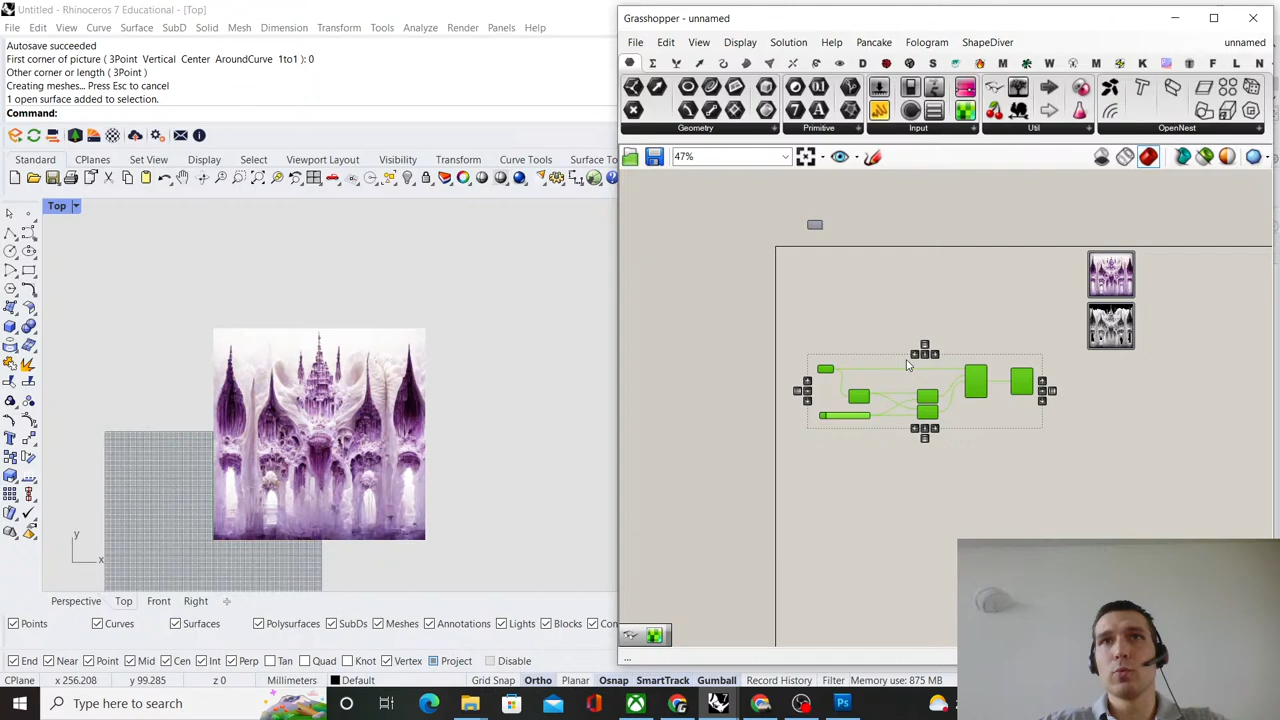 Untitled - Rhinoceros 7 Educational - [Top]
File Edit View Curve Surface SubD Solid Mesh Dimension Transform Tools Analyze Render Panels
Autosave succeeded
First corner of picture ( 3Point Vertical Center AroundCurve 1to1 ): 0
Other corner or length ( 3Point )
Creating meshes... Press Esc to cancel
1 open surface added to selection.
Command:
Standard CPlanes Set View Display Select Viewport Layout Visibility Transform Curve Tools Surface To
Top
Perspective Top Front Right
Points Curves Surfaces Polysurfaces SubDs Meshes Annotations Lights Blocks Con
End Near Point Mid Cen Int Perp Tan Quad Knot Vertex Project Disable
CPlane x 256.208 y 99.285 z 0 Millimeters Default Grid Snap Ortho Planar Osnap SmartTrack Gumball Record History Filter Memory use: 875 MB
Grasshopper - unnamed
File Edit View Display Solution Help Pancake Fologram ShapeDiver unnamed
Geometry Primitive Input Util OpenNest
47%
...
y
x
Type here to search